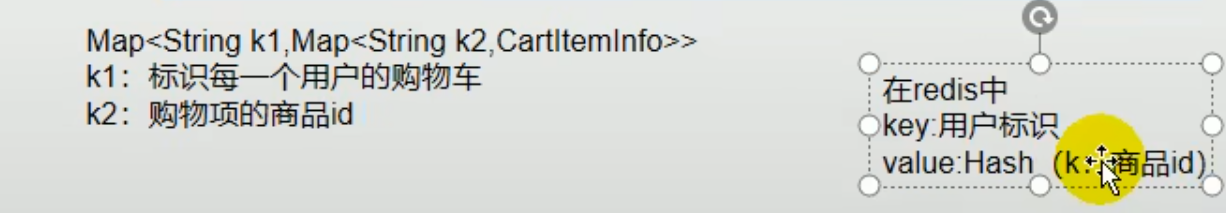 Map<String k1,Map<String k2,CartItemInfo>>
k1：标识每一个用户的购物车
k2：购物项的商品id
在redis中
key:用户标识
value:Hash（k：商品id）